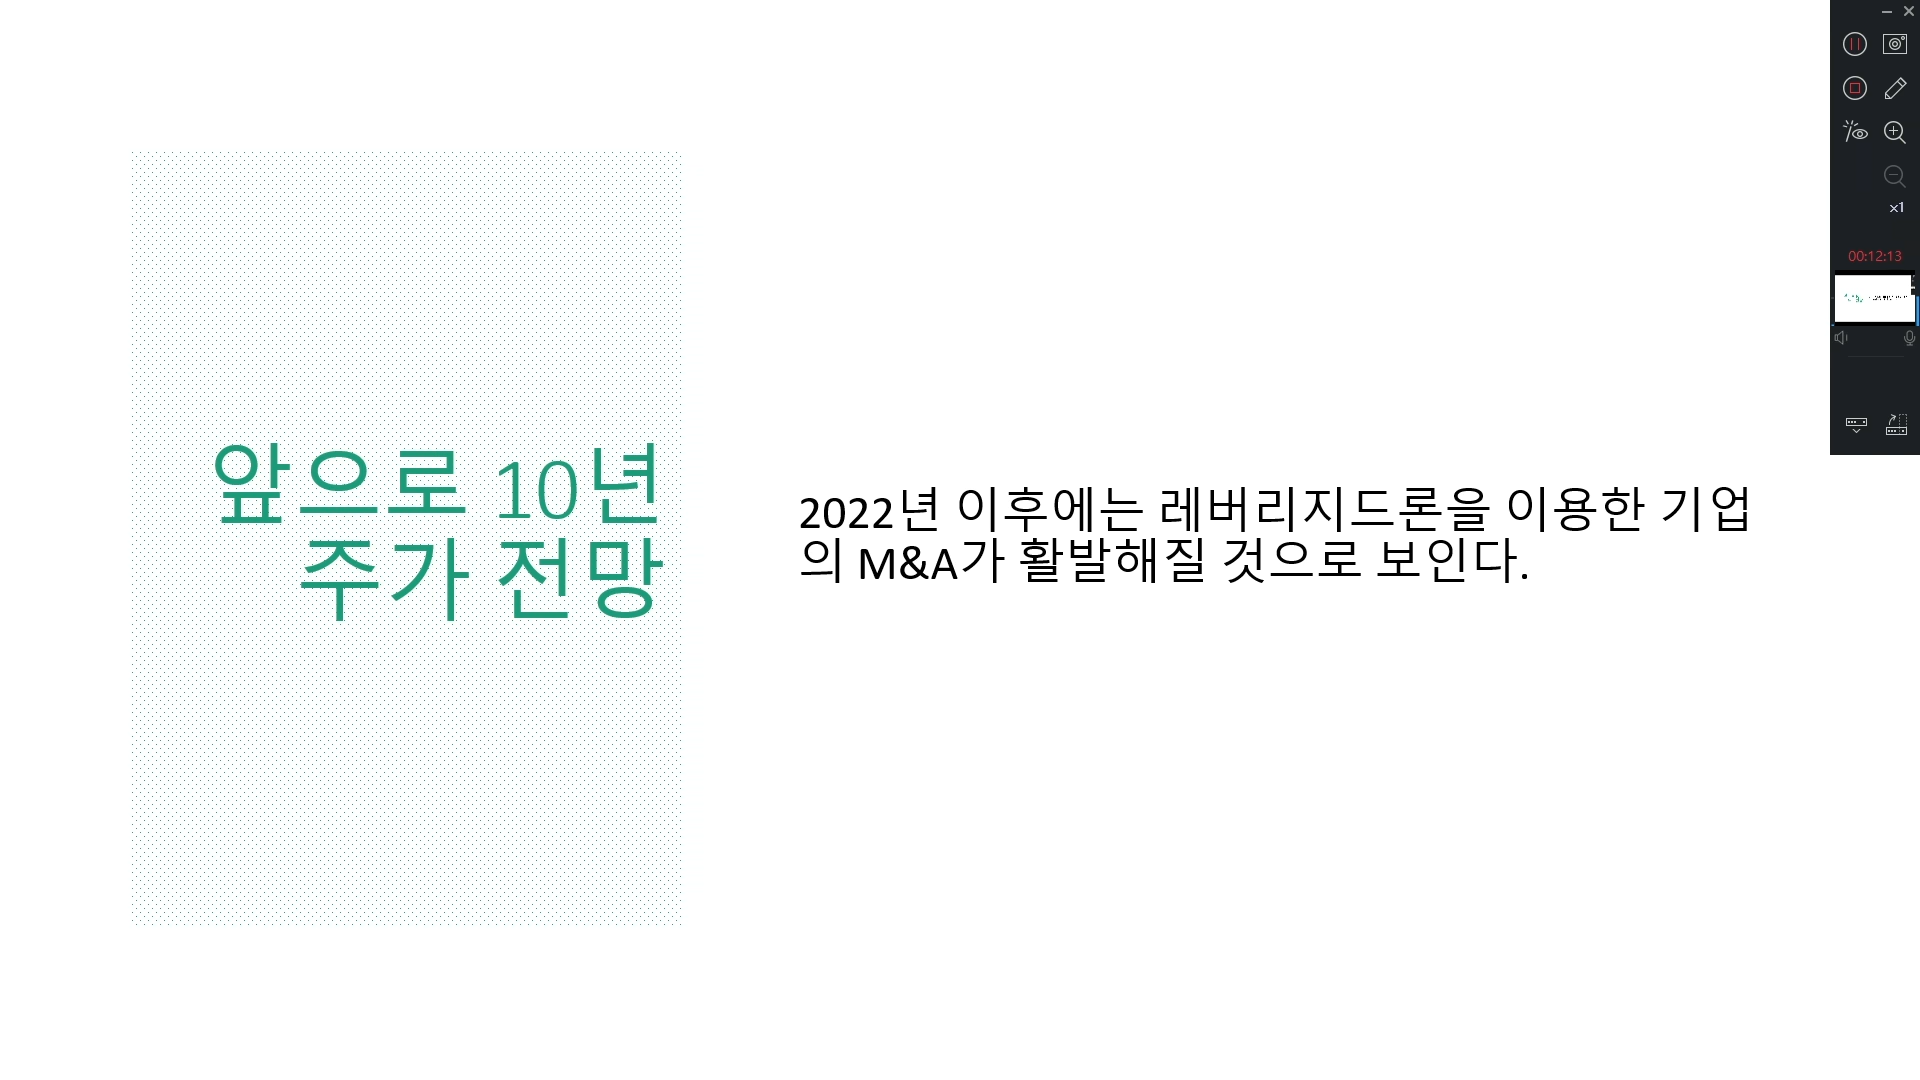 앞으로 10년
주가 전망
2022년 이후에는 레버리지드론을 이용한 기업
의 M&A가 활발해질 것으로 보인다.
x1
00:12:13